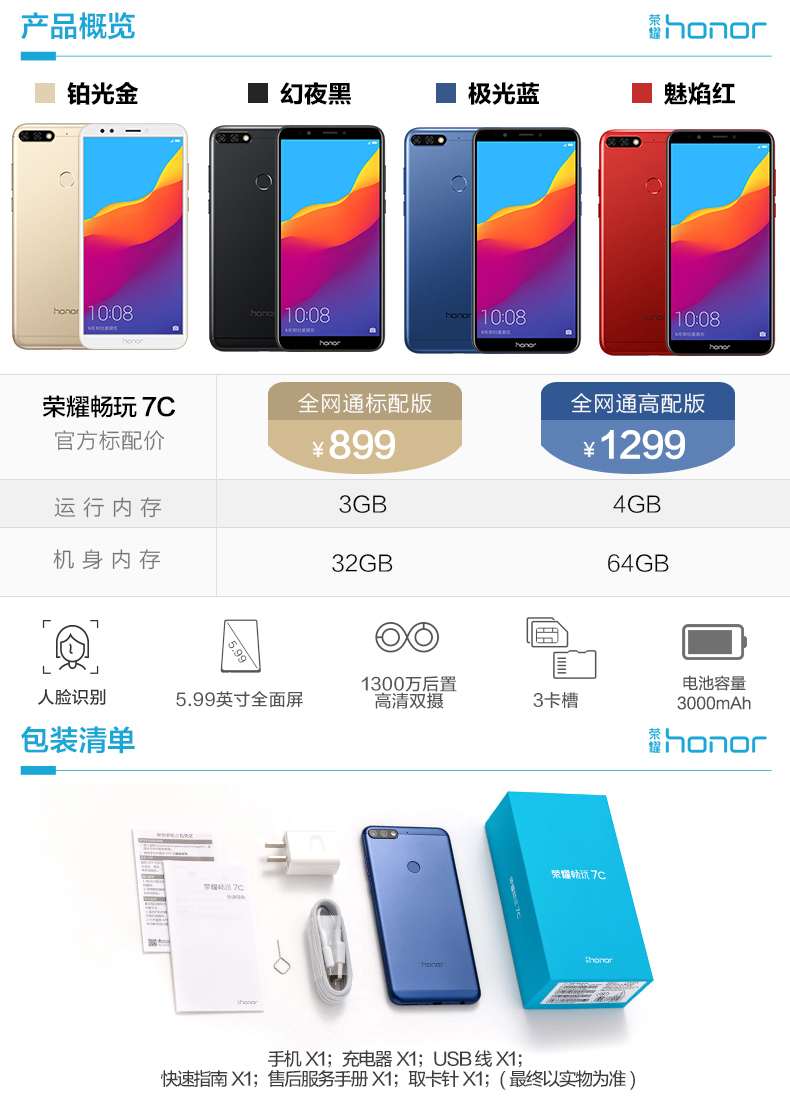 产品概览
荣耀 honor
铂光金
幻夜黑
极光蓝
魅焰红
honor
10:08
honor
honor
10:08
honor
honor
10:08
honor
honor
10:08
honor
荣耀畅玩 7C
官方标配价
全网通标配版
¥899
全网通高配版
¥1299
运行内存
3GB
4GB
机身内存
32GB
64GB
人脸识别
5.99
5.99英寸全面屏
1300万后置
高清双摄
3卡槽
电池容量
3000mAh
包装清单
荣耀 honor
荣耀畅玩 7C
快速指南
honor
honor
荣耀畅玩 7C
荣耀畅玩 7C
honor
手机 X1；充电器 X1；USB 线 X1；
快速指南 X1；售后服务手册 X1；取卡针 X1；( 最终以实物为准 )